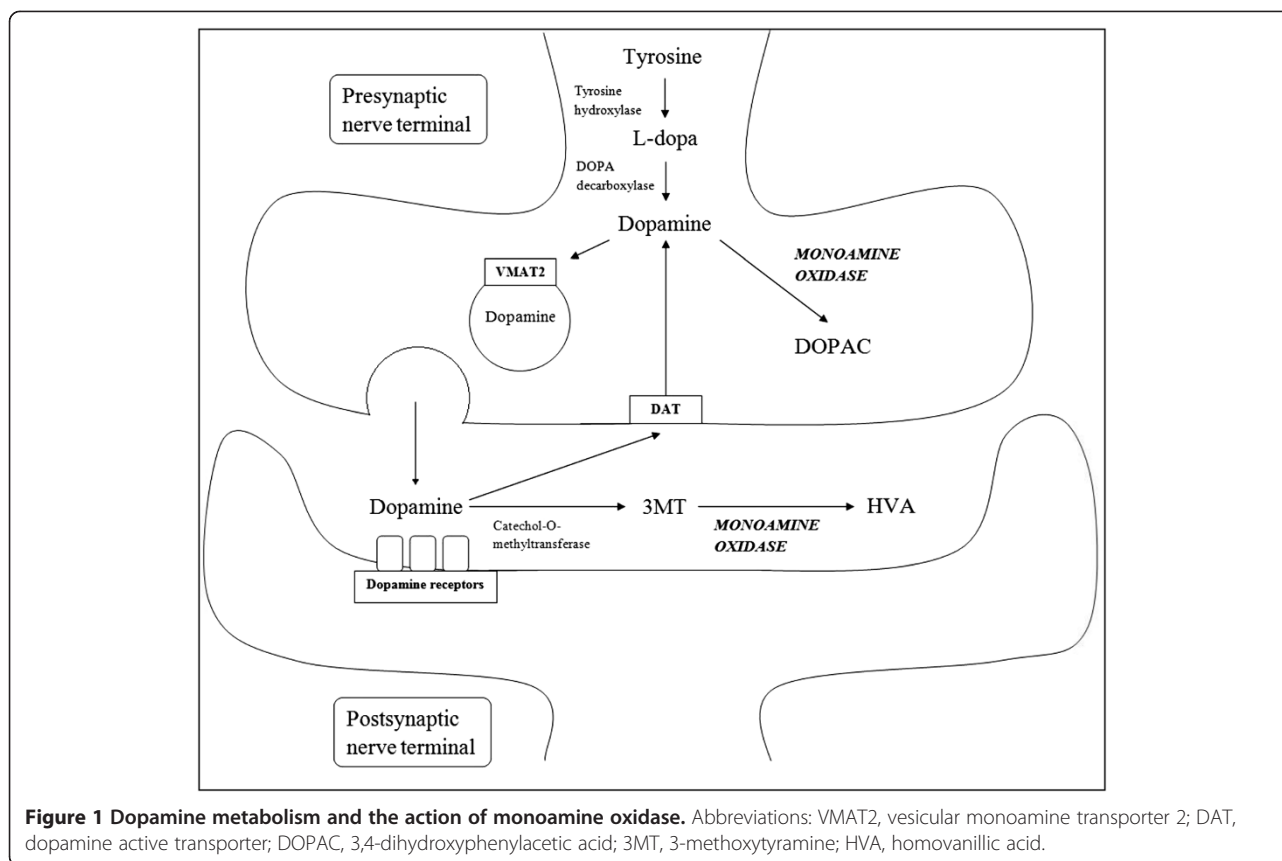 Tyrosine
Presynaptic
nerve terminal
Tyrosine
hydroxylase
L-dopa
DOPA
decarboxylase
Dopamine
MONOAMINE
OXIDASE
VMAT2
Dopamine
DOPAC
DAT
Dopamine
3MT
HVA
Catechol-O-
methyltransferase
MONOAMINE
OXIDASE
Dopamine receptors
Postsynaptic
nerve terminal
Figure 1 Dopamine metabolism and the action of monoamine oxidase. Abbreviations: VMAT2, vesicular monoamine transporter 2; DAT,
dopamine active transporter; DOPAC, 3,4-dihydroxyphenylacetic acid; 3MT, 3-methoxytyramine; HVA, homovanillic acid.